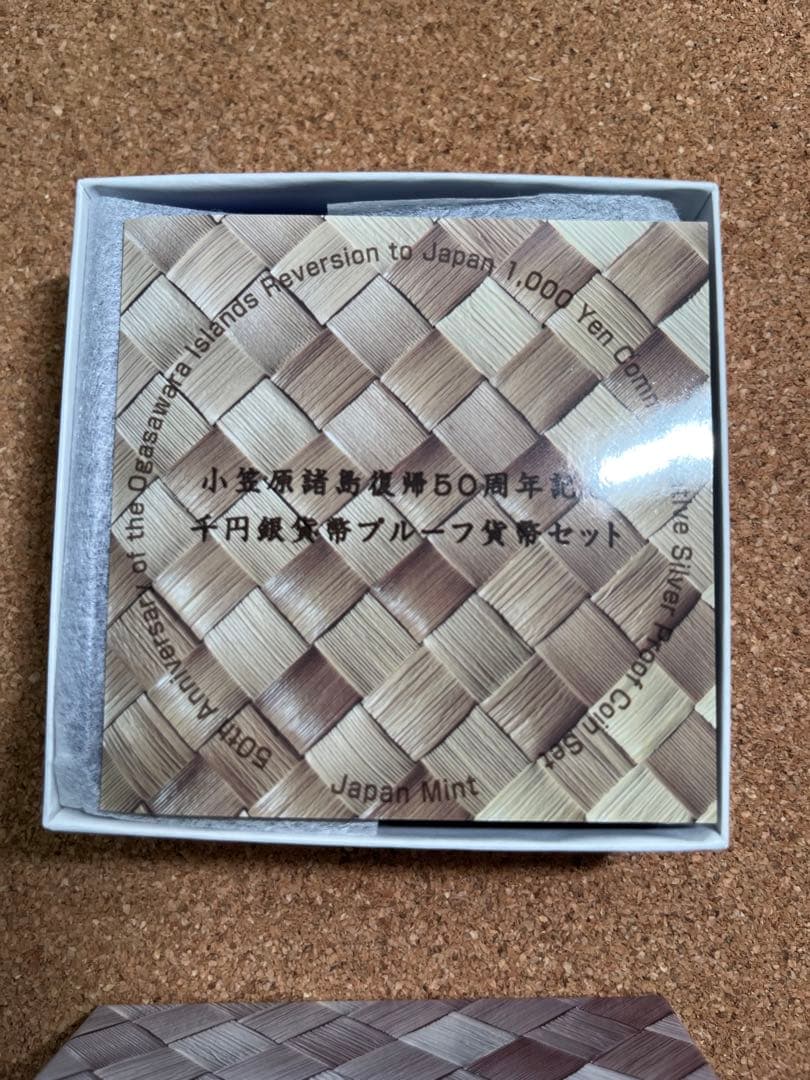 50th Anniversary of the Ogasawara Islands Reversion to Japan 1,000 Yen Silver Proof Coin Set
小笠原諸島復帰50周年記
千円銀貨幣プルーフ貨幣セット
Japan Mint